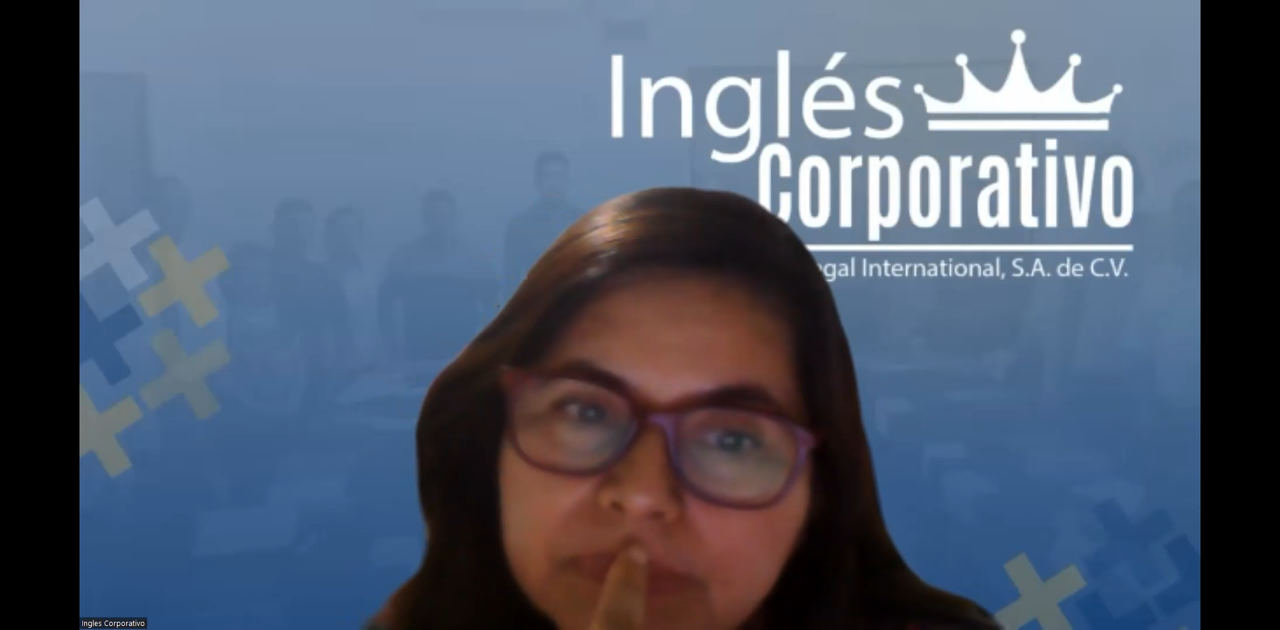 Inglés
Corporativo
International, S.A. de C.V.
Ingles Corporativo